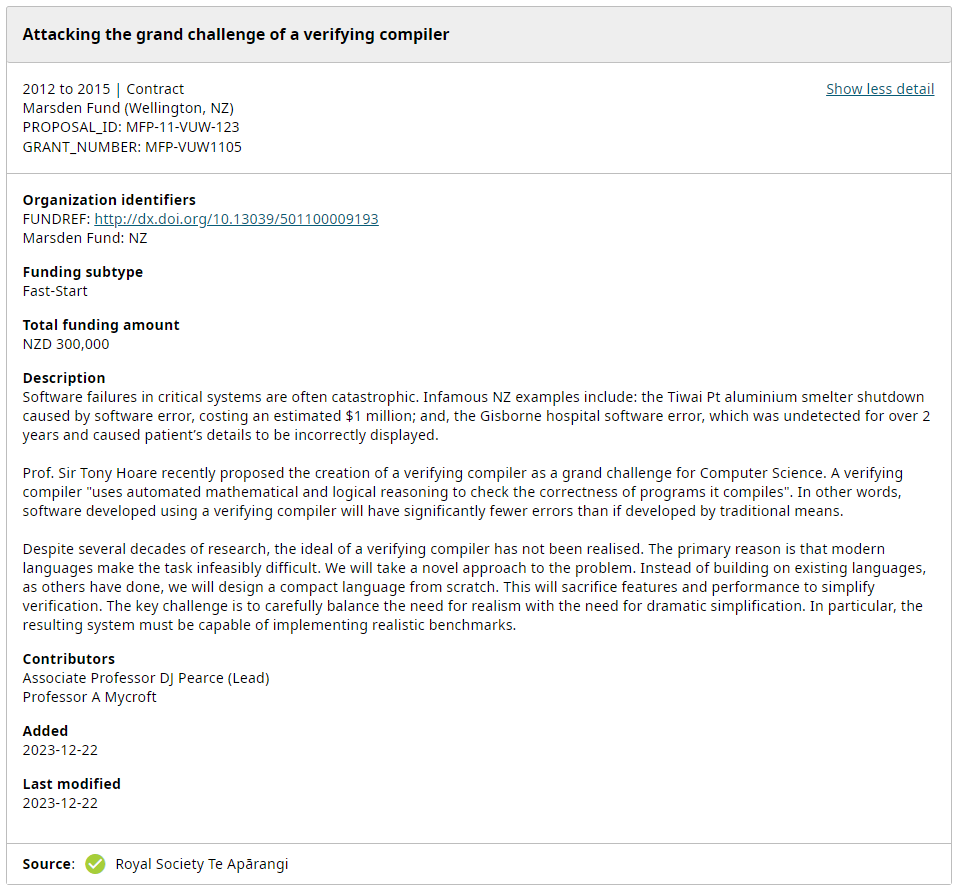 Attacking the grand challenge of a verifying compiler
2012 to 2015 | Contract
Show less detail
Marsden Fund (Wellington, NZ)
PROPOSAL_ID: MFP-11-VUW-123
GRANT_NUMBER: MFP-VUW1105
Organization identifiers
FUNDREF: http://dx.doi.org/10.13039/501100009193
Marsden Fund: NZ
Funding subtype
Fast-Start
Total funding amount
NZD 300,000
Description
Software failures in critical systems are often catastrophic. Infamous NZ examples include: the Tiwai Pt aluminium smelter shutdown
caused by software error, costing an estimated $1 million; and, the Gisborne hospital software error, which was undetected for over 2
years and caused patient’s details to be incorrectly displayed.
Prof. Sir Tony Hoare recently proposed the creation of a verifying compiler as a grand challenge for Computer Science. A verifying
compiler "uses automated mathematical and logical reasoning to check the correctness of programs it compiles". In other words,
software developed using a verifying compiler will have significantly fewer errors than if developed by traditional means.
Despite several decades of research, the ideal of a verifying compiler has not been realised. The primary reason is that modern
languages make the task infeasibly difficult. We will take a novel approach to the problem. Instead of building on existing languages,
as others have done, we will design a compact language from scratch. This will sacrifice features and performance to simplify
verification. The key challenge is to carefully balance the need for realism with the need for dramatic simplification. In particular, the
resulting system must be capable of implementing realistic benchmarks.
Contributors
Associate Professor DJ Pearce (Lead)
Professor A Mycroft
Added
2023-12-22
Last modified
2023-12-22
Source: Royal Society Te Apārangi